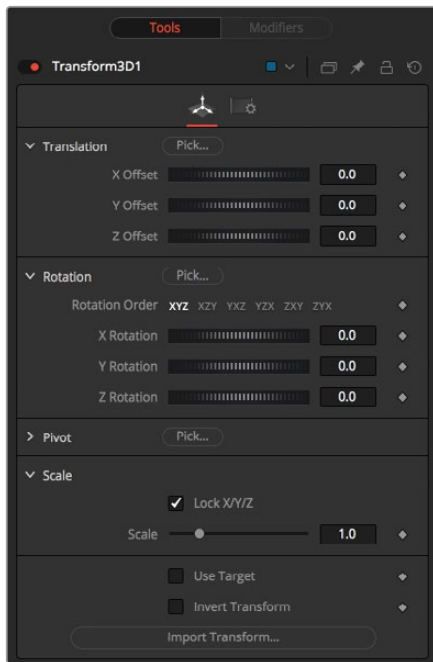 Tools Modifiers
Transform3D1
Translation Pick...
X Offset 0.0
Y Offset 0.0
Z Offset 0.0
Rotation Pick...
Rotation Order XYZ XZY YXZ YZX ZXY ZYX
X Rotation 0.0
Y Rotation 0.0
Z Rotation 0.0
Pivot Pick...
Scale
Lock X/Y/Z
Scale 1.0
Use Target
Invert Transform
Import Transform...